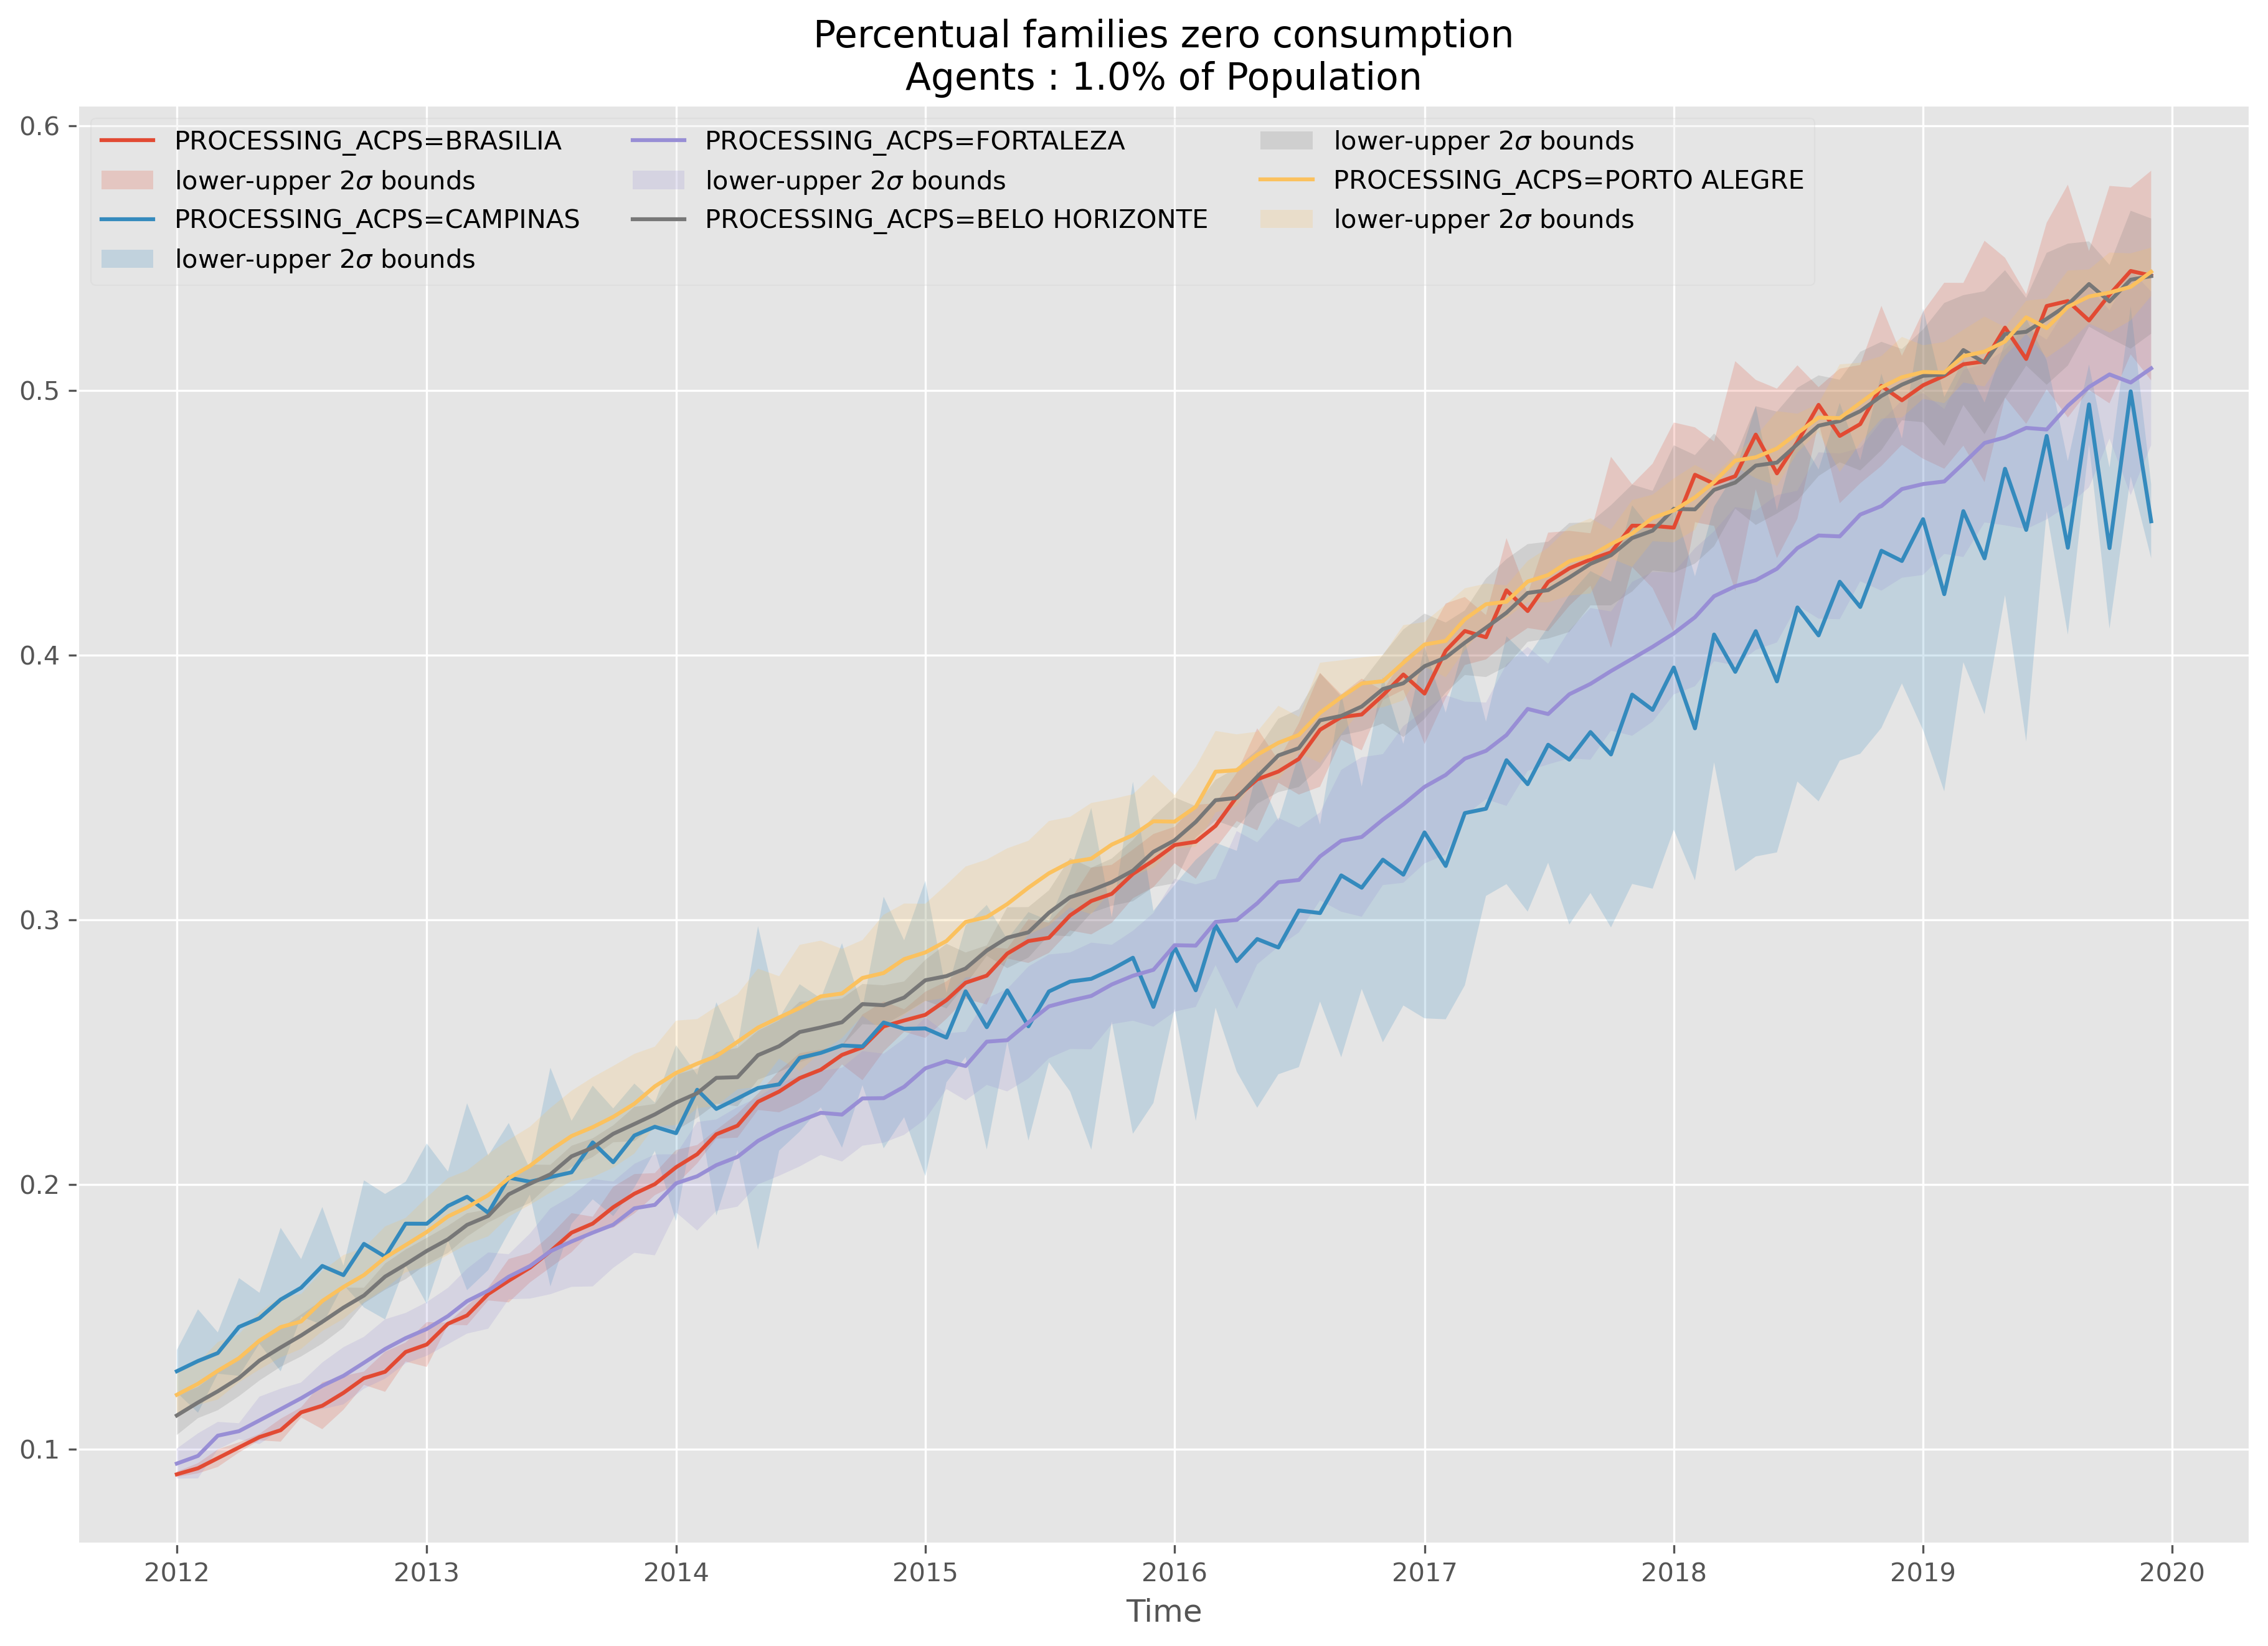 Percentual families zero consumption
Agents : 1.0% of Population
PROCESSING_ACPS=BRASILIA
lower-upper 2σ bounds
PROCESSING_ACPS=CAMPINAS
lower-upper 2σ bounds
PROCESSING_ACPS=FORTALEZA
lower-upper 2σ bounds
PROCESSING_ACPS=BELO HORIZONTE
lower-upper 2σ bounds
PROCESSING_ACPS=PORTO ALEGRE
lower-upper 2σ bounds
0.6
0.5
0.4
0.3
0.2
0.1
2012 2013 2014 2015 2016 2017 2018 2019 2020
Time